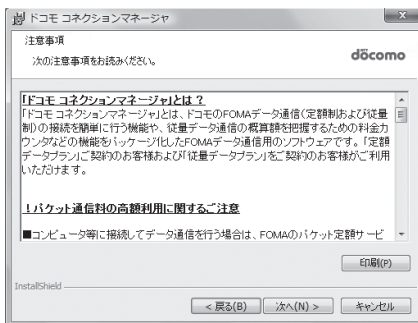 ドコモ コネクションマネージャ
注意事項
次の注意事項をお読みください。
döcomo
「ドコモ コネクションマネージャ」とは？
「ドコモ コネクションマネージャ」とは、ドコモのFOMAデータ通信（定額制および従量
制）の接続を簡単に行う機能や、従量データ通信の概算額を把握するための料金カ
ウンタなどの機能をパッケージ化したFOMAデータ通信用のソフトウェアです。「定額
データプラン」ご契約のお客様および「従量データプラン」をご契約のお客様がご利用
いただけます。
！パケット通信料の高額利用に関するご注意
■コンピュータ等に接続してデータ通信を行う場合は、FOMAのパケット定額サービ
印刷(P)
InstallShield
< 戻る(B)
次へ(N) >
キャンセル